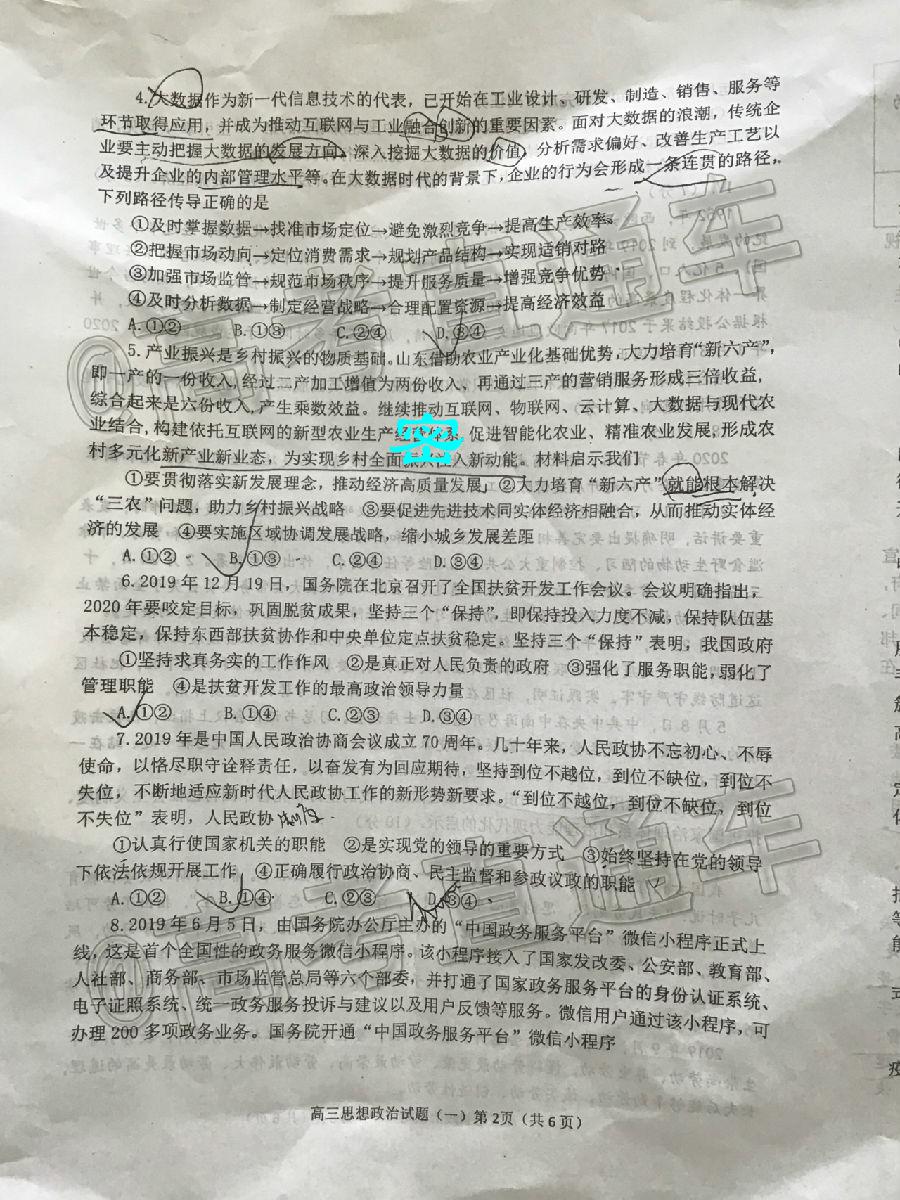 4.大数据作为新一代信息技术的代表，已开始在工业设计、研发、制造、销售、服务等
环节取得应用，并成为推动互联网与工业融合创新的重要因素。面对大数据的浪潮，传统企
业要主动把握大数据的发展方向、深入挖掘大数据的价值，分析需求偏好、改善生产工艺以
及提升企业的内部管理水平等。在大数据时代的背景下，企业的行为会形成一条连贯的路径，
下列路径传导正确的是
①及时掌握数据→找准市场定位→避免激烈竞争→提高生产效率
②把握市场动向→定位消费需求→规划产品结构→实现适销对路
③加强市场监管→规范市场秩序→提升服务质量→增强竞争优势
④及时分析数据→制定经营战略→合理配置资源→提高经济效益
A.①② B.①③ C.②④ D.③④
5.产业振兴是乡村振兴的物质基础。山东借助农业产业化基础优势，大力培育“新六产”，
即一产的一份收入，经过二产加工增值为两份收入，再通过三产的营销服务形成三倍收益，
综合起来是六份收入，产生乘数效益。继续推动互联网、物联网、云计算、大数据与现代农
业结合，构建依托互联网的新型农业生产经营体系，促进智能化农业、精准农业发展，形成农
村多元化新产业新业态，为实现乡村全面振兴注入新动能。材料启示我们
密
①要贯彻落实新发展理念，推动经济高质量发展 ②大力培育“新六产”就能根本解决
“三农”问题，助力乡村振兴战略 ③要促进先进技术同实体经济相融合，从而推动实体经
济的发展 ④要实施区域协调发展战略，缩小城乡发展差距
A.①② B.①③ C.②④ D.③④
6.2019年12月19日，国务院在北京召开了全国扶贫开发工作会议。会议明确指出，
2020年要咬定目标，巩固脱贫成果，坚持三个“保持”，即保持投入力度不减，保持队伍基
本稳定，保持东西部扶贫协作和中央单位定点扶贫稳定。坚持三个“保持”表明，我国政府
①坚持求真务实的工作作风 ②是真正对人民负责的政府 ③强化了服务职能，弱化了
管理职能 ④是扶贫开发工作的最高政治领导力量
A.①② B.①④ C.②③ D.③④
7.2019年是中国人民政治协商会议成立70周年。几十年来，人民政协不忘初心、不辱
使命，以恪尽职守诠释责任，以奋发有为回应期待，坚持到位不越位，到位不缺位，到位不
失位，不断地适应新时代人民政协工作的新形势新要求。“到位不越位，到位不缺位，到位
不失位”表明，人民政协
①认真行使国家机关的职能 ②是实现党的领导的重要方式 ③始终坚持在党的领导
下依法依规开展工作 ④正确履行政治协商、民主监督和参政议政的职能
A.①② B.①④ C.②③ D.③④
8.2019年6月5日，由国务院办公厅主办的“中国政务服务平台”微信小程序正式上
线，这是首个全国性的政务服务微信小程序。该小程序接入了国家发改委、公安部、教育部、
人社部、商务部、市场监管总局等六个部委，并打通了国家政务服务平台的身份认证系统、
电子证照系统、统一政务服务投诉与建议以及用户反馈等服务。微信用户通过该小程序，可
办理200多项政务业务。国务院开通“中国政务服务平台”微信小程序
高三思想政治试题（一）第2页（共6页）
@高考直通车
@高考直通车